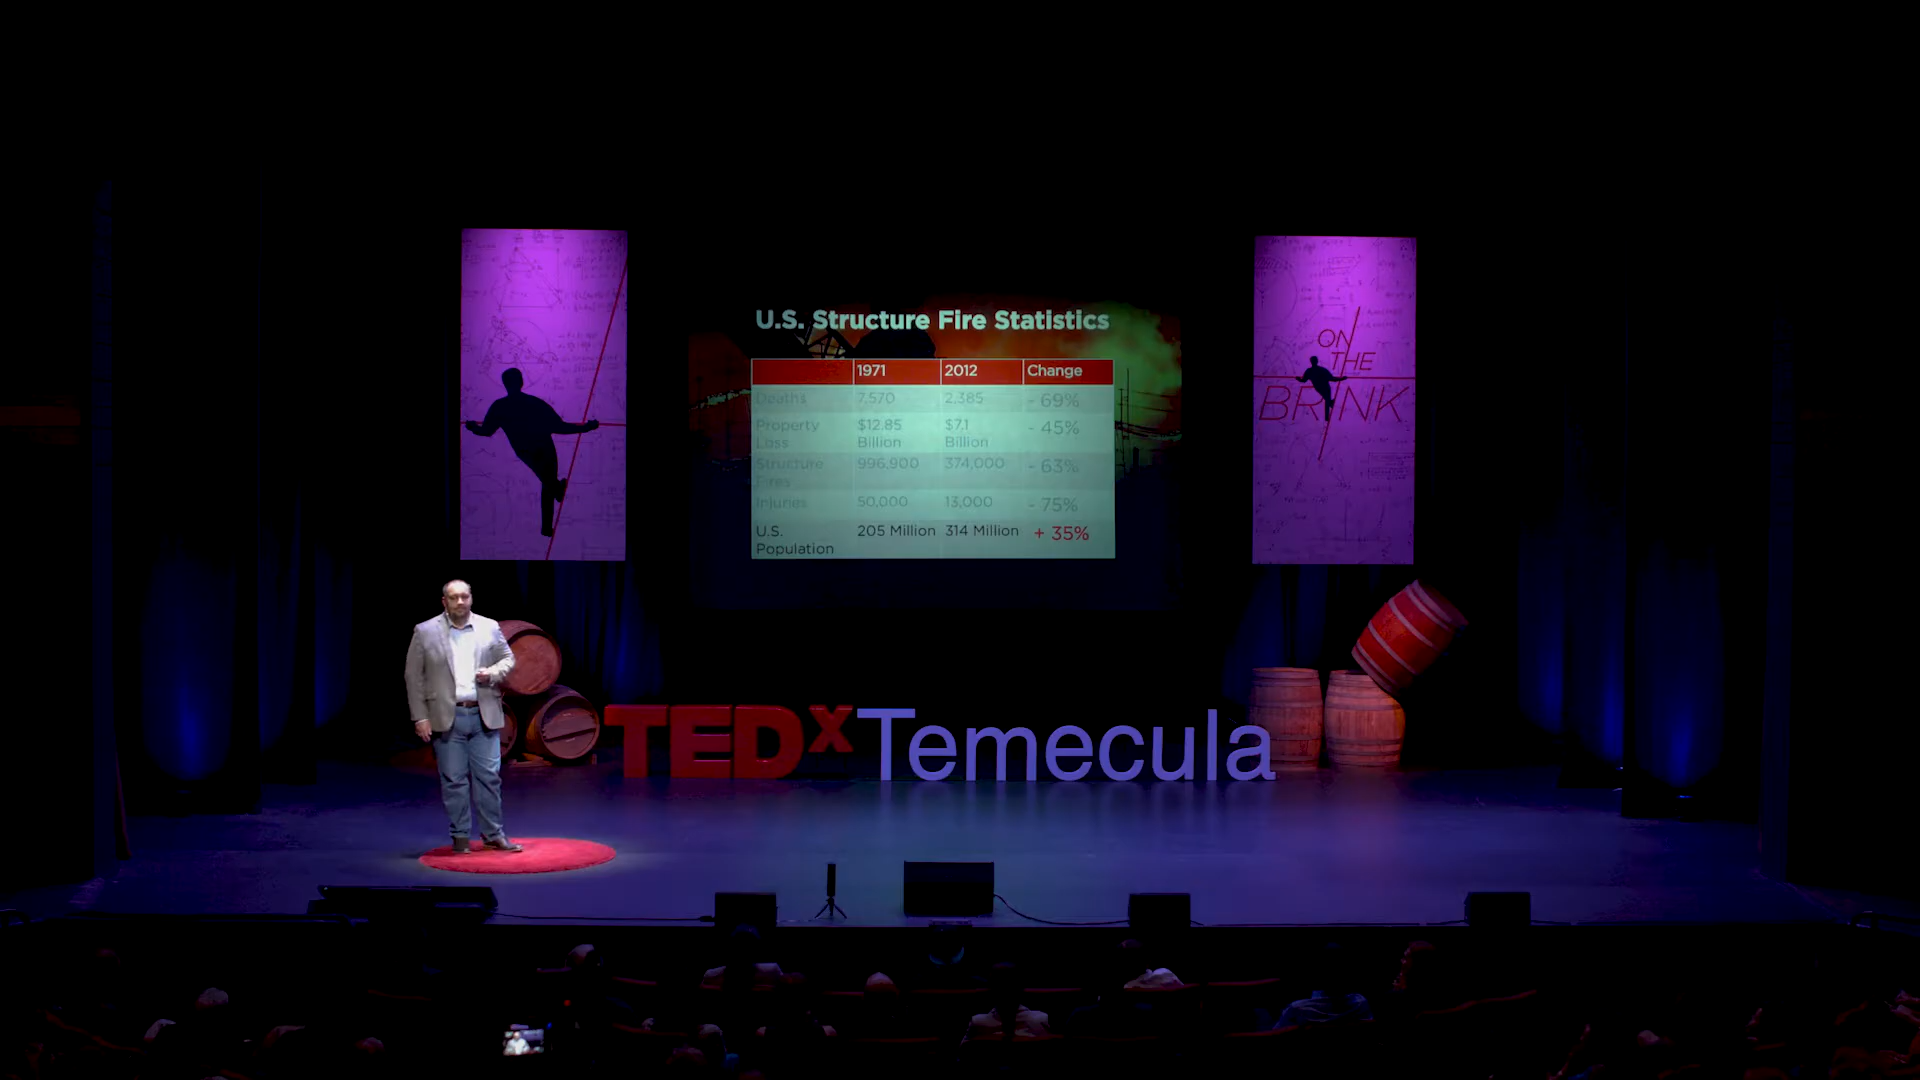 U.S. Structure Fire Statistics
1971 2012 Change
Deaths 7,570 2,385 - 69%
Property Loss $12.85 Billion $7.1 Billion - 45%
Structure Fires 996,900 374,000 - 63%
Injuries 50,000 13,000 - 75%
U.S. Population 205 Million 314 Million + 35%
ON
THE
BRINK
TEDxTemecula